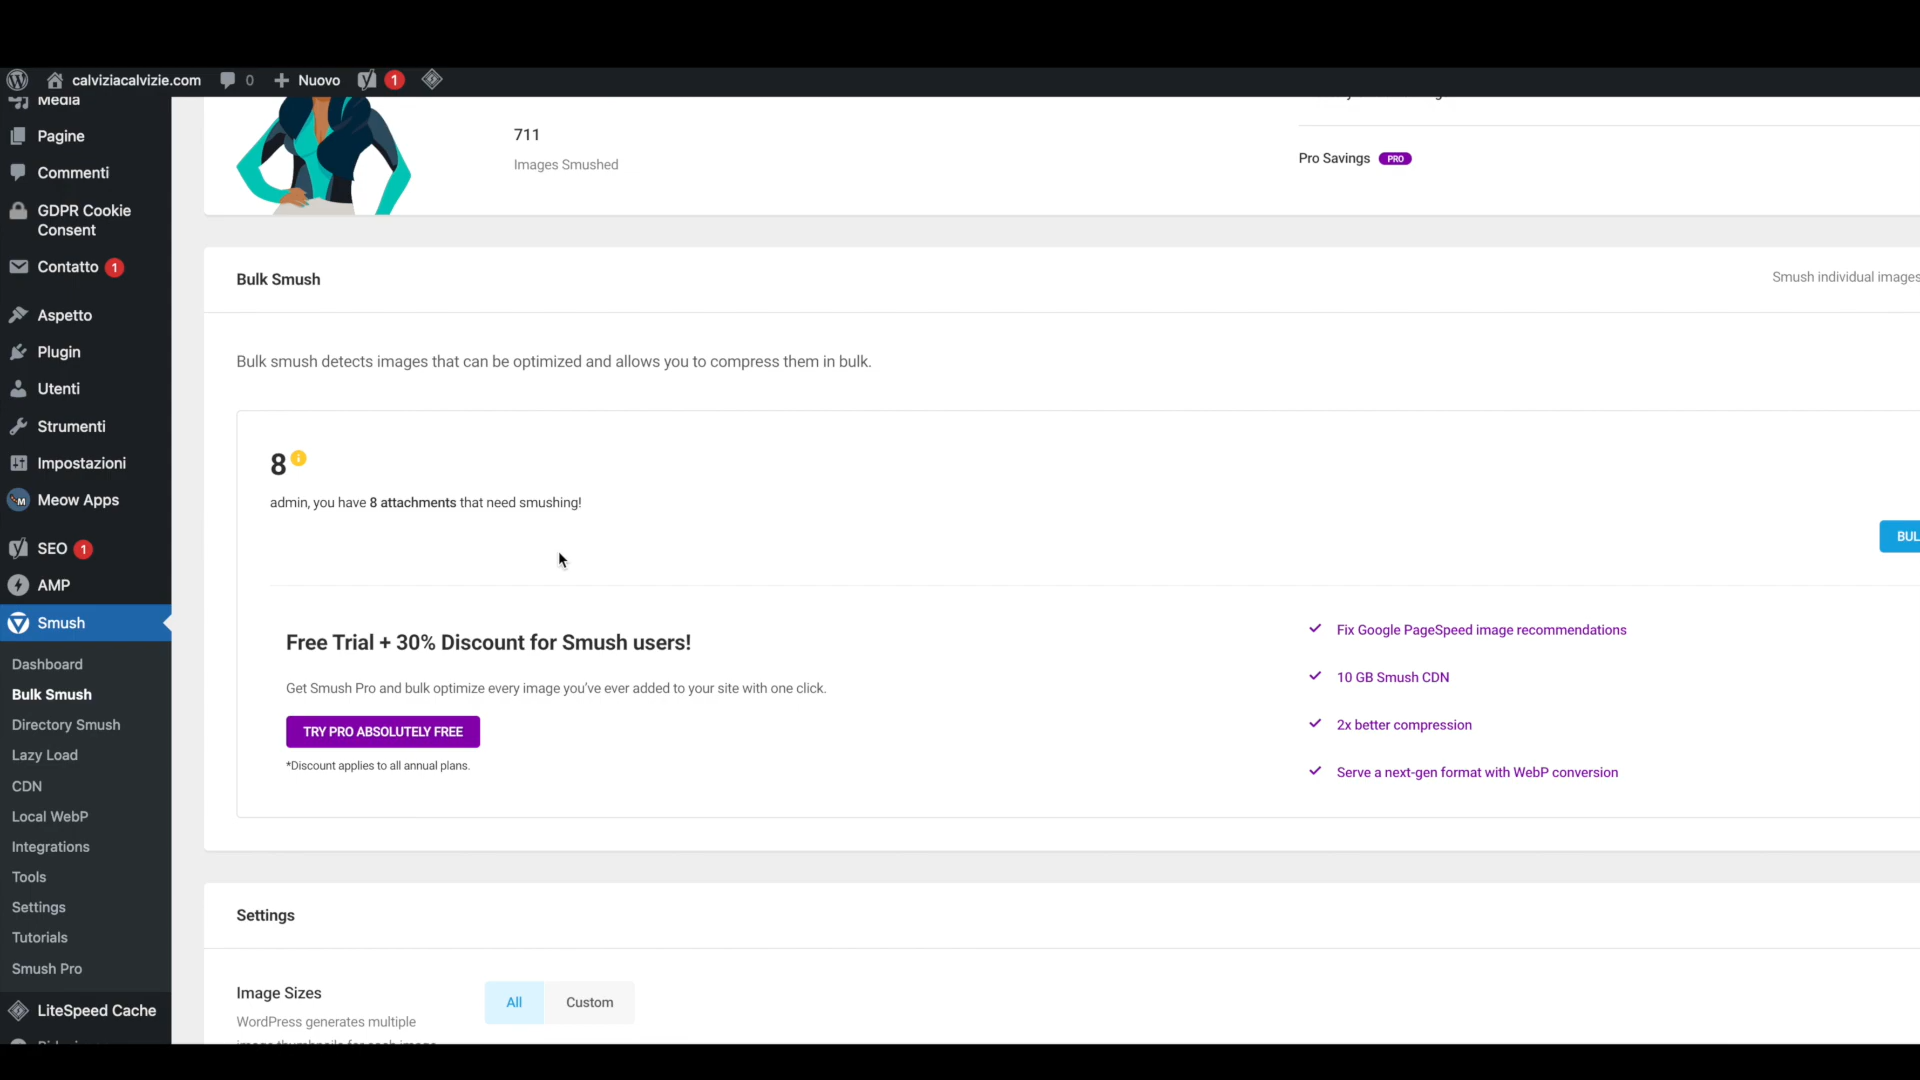 calviziacalvizie.com 0 Nuovo 1
Media
Pagine
Commenti
GDPR Cookie
Consent
Contatto 1
Aspetto
Plugin
Utenti
Strumenti
Impostazioni
Meow Apps
SEO 1
AMP
Smush
Dashboard
Bulk Smush
Directory Smush
Lazy Load
CDN
Local WebP
Integrations
Tools
Settings
Tutorials
Smush Pro
LiteSpeed Cache
711
Images Smushed
Pro Savings PRO
Bulk Smush
Smush individual images
Bulk smush detects images that can be optimized and allows you to compress them in bulk.
8
admin, you have 8 attachments that need smushing!
BUL
Free Trial + 30% Discount for Smush users!
Get Smush Pro and bulk optimize every image you've ever added to your site with one click.
TRY PRO ABSOLUTELY FREE
*Discount applies to all annual plans.
Fix Google PageSpeed image recommendations
10 GB Smush CDN
2x better compression
Serve a next-gen format with WebP conversion
Settings
Image Sizes
All Custom
WordPress generates multiple
image thumbnails for each image